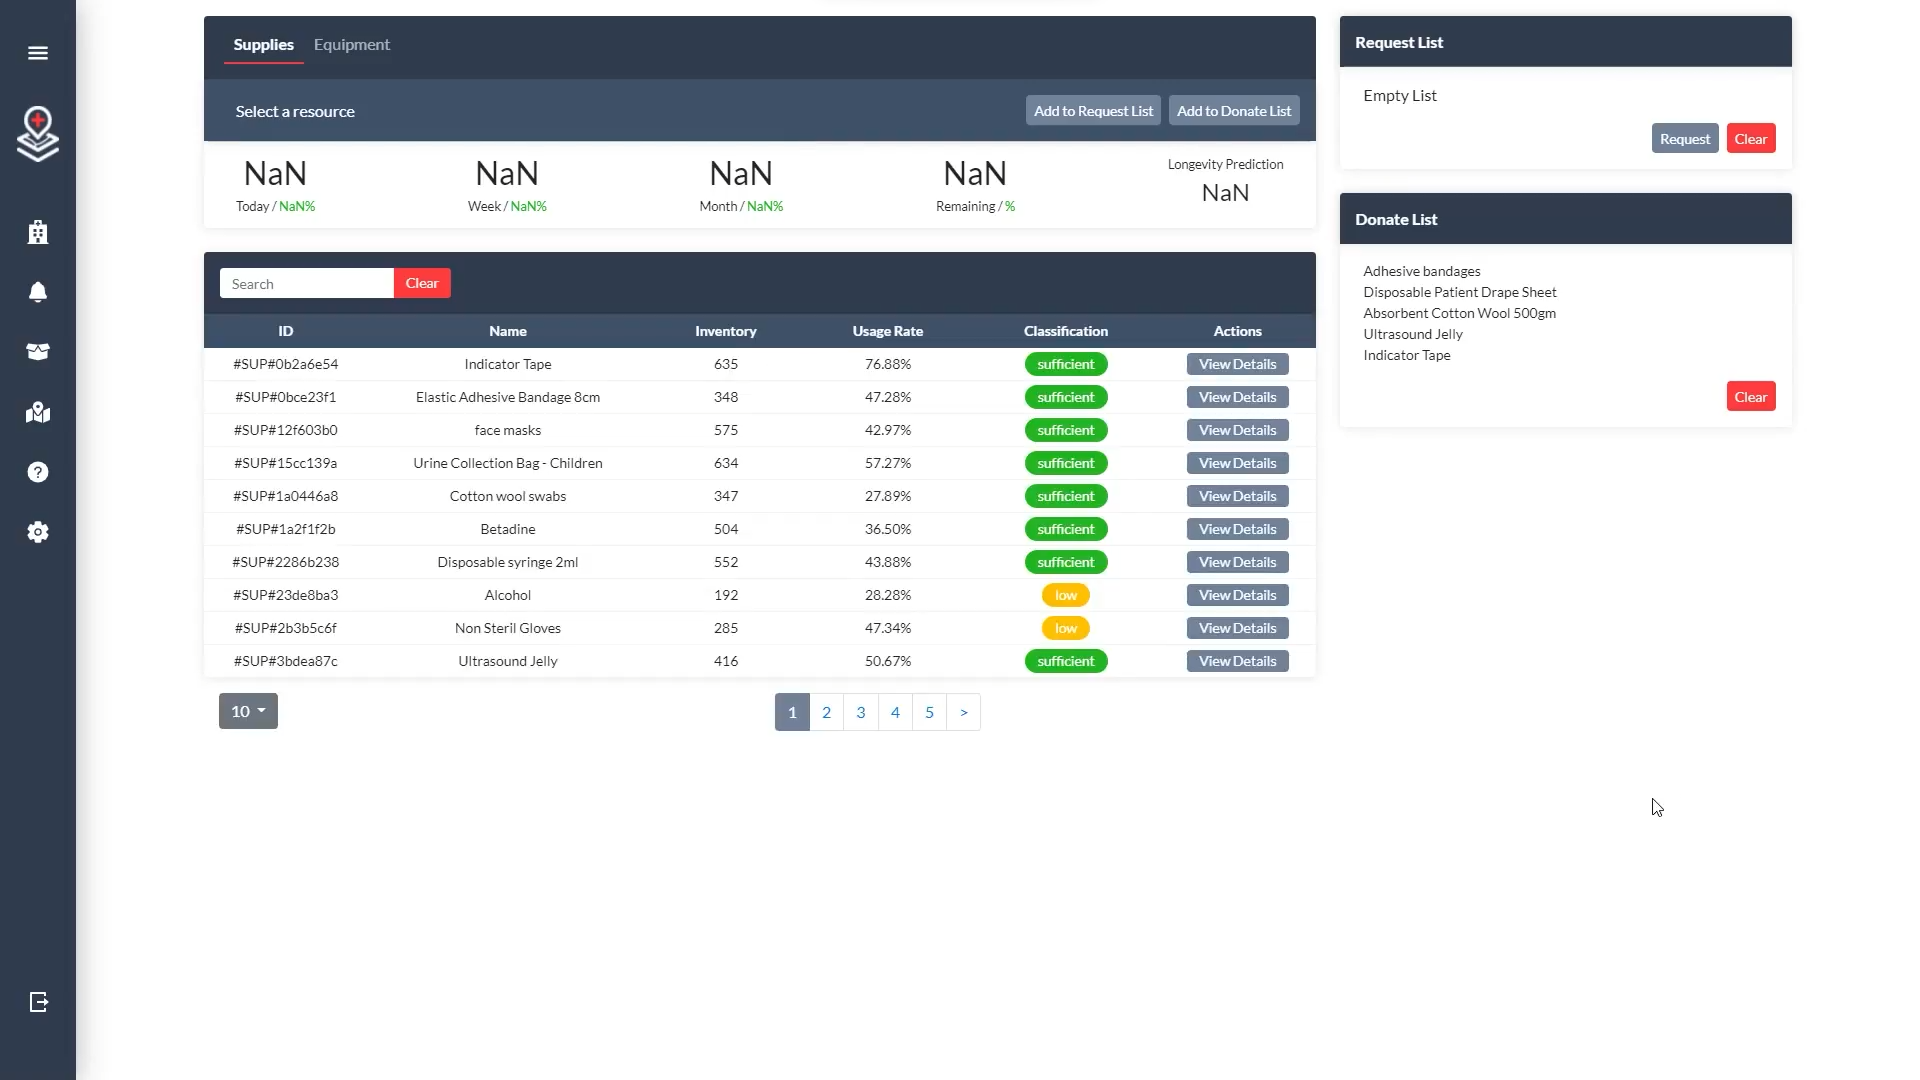 Supplies Equipment
Select a resource Add to Request List Add to Donate List
NaN NaN NaN NaN Longevity Prediction
NaN
Today / NaN% Week / NaN% Month / NaN% Remaining / %
Search Clear
ID Name Inventory Usage Rate Classification Actions
#SUP#0b2a6e54 Indicator Tape 635 76.88% sufficient View Details
#SUP#0bce23f1 Elastic Adhesive Bandage 8cm 348 47.28% sufficient View Details
#SUP#12f603b0 face masks 575 42.97% sufficient View Details
#SUP#15cc139a Urine Collection Bag - Children 634 57.27% sufficient View Details
#SUP#1a0446a8 Cotton wool swabs 347 27.89% sufficient View Details
#SUP#1a2f1f2b Betadine 504 36.50% sufficient View Details
#SUP#2286b238 Disposable syringe 2ml 552 43.88% sufficient View Details
#SUP#23de8ba3 Alcohol 192 28.28% low View Details
#SUP#2b3b5c6f Non Steril Gloves 285 47.34% low View Details
#SUP#3bdea87c Ultrasound Jelly 416 50.67% sufficient View Details
10 1 2 3 4 5 >
Request List
Empty List
Request Clear
Donate List
Adhesive bandages
Disposable Patient Drape Sheet
Absorbent Cotton Wool 500gm
Ultrasound Jelly
Indicator Tape
Clear